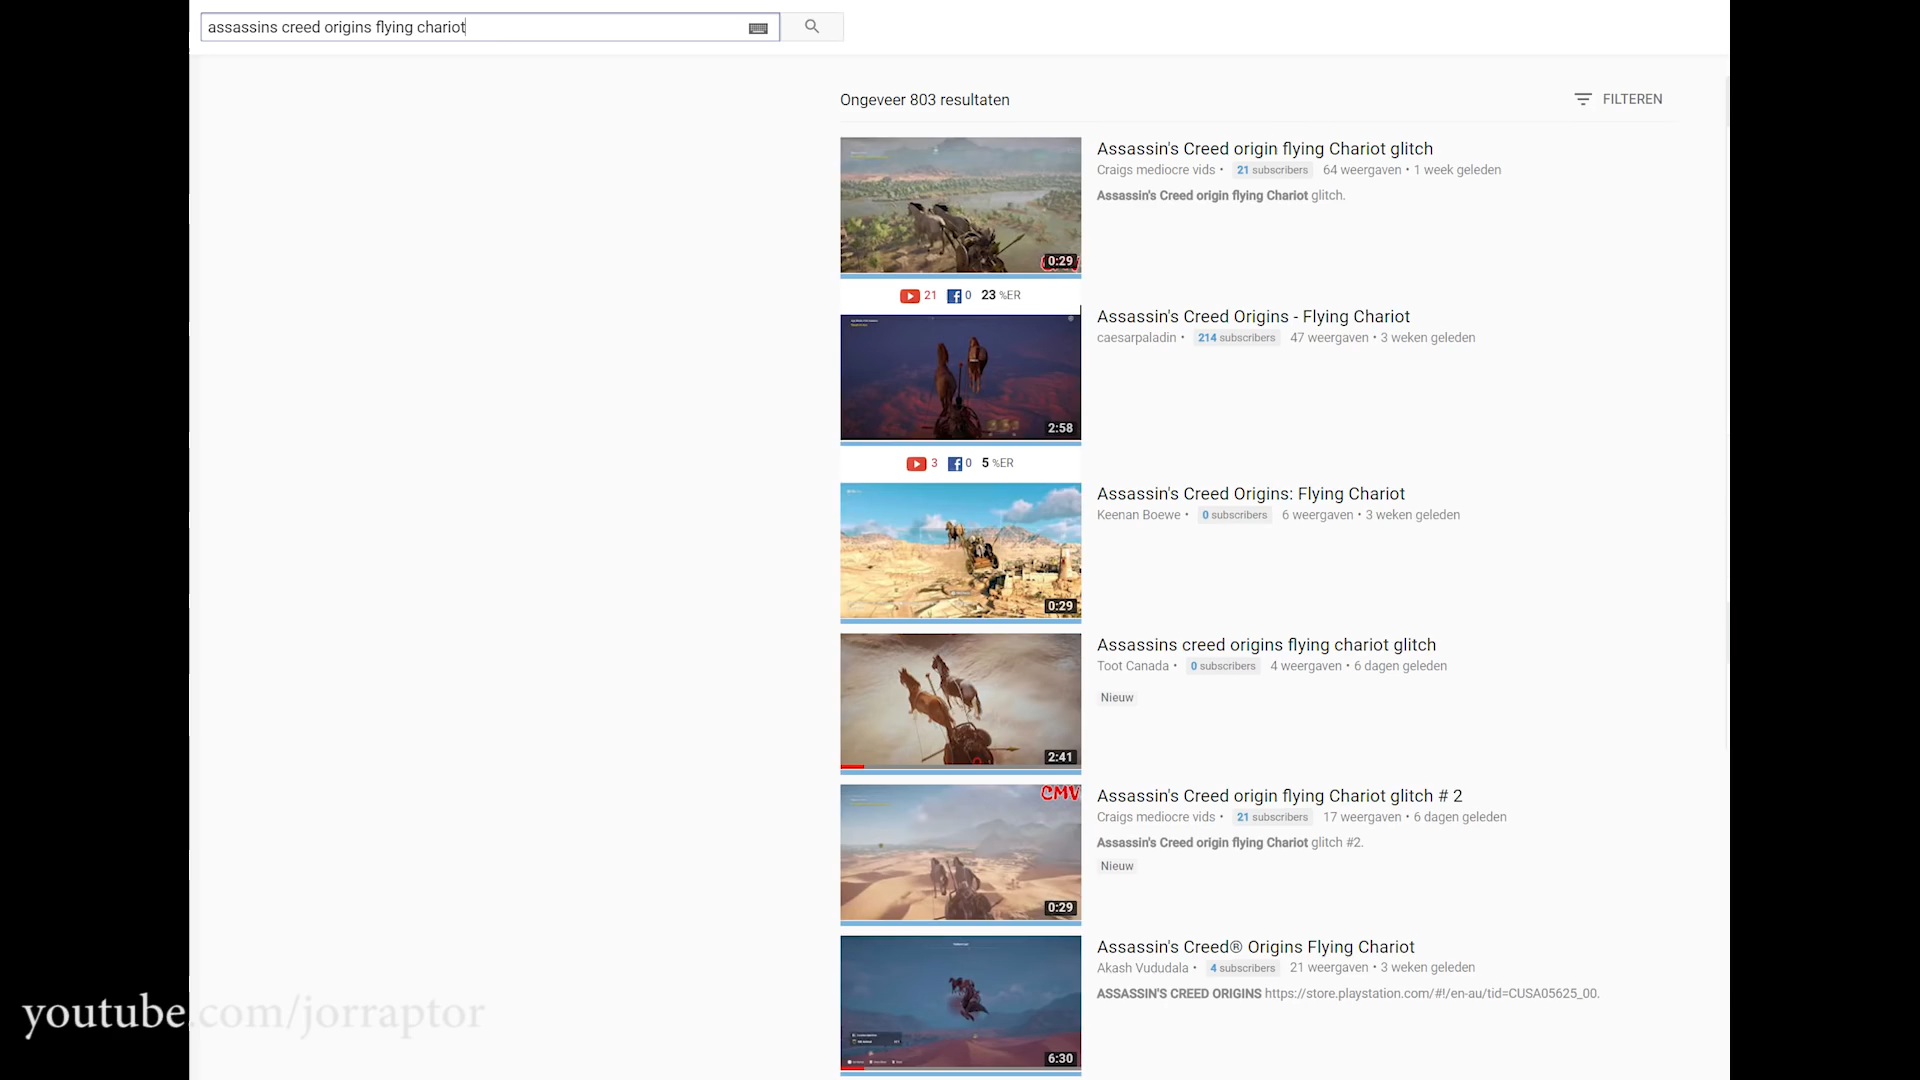 assassins creed origins flying chariot
Ongeveer 803 resultaten
FILTEREN
Assassin's Creed origin flying Chariot glitch
Craigs mediocre vids • 21 subscribers 64 weergaven • 1 week geleden
Assassin's Creed origin flying Chariot glitch.
0:29
21 0 23 %ER
Assassin's Creed Origins - Flying Chariot
caesarpaladin • 214 subscribers 47 weergaven • 3 weken geleden
2:58
3 0 5 %ER
Assassin's Creed Origins: Flying Chariot
Keenan Boewe • 0 subscribers 6 weergaven • 3 weken geleden
0:29
Assassins creed origins flying chariot glitch
Toot Canada • 0 subscribers 4 weergaven • 6 dagen geleden
Nieuw
2:41
CMV
Assassin's Creed origin flying Chariot glitch # 2
Craigs mediocre vids • 21 subscribers 17 weergaven • 6 dagen geleden
Assassin's Creed origin flying Chariot glitch #2.
Nieuw
0:29
Assassin's Creed® Origins Flying Chariot
Akash Vududala • 4 subscribers 21 weergaven • 3 weken geleden
ASSASSIN'S CREED ORIGINS https://store.playstation.com/#!/en-au/tid=CUSA05625_00.
6:30
youtube.com/jorraptor